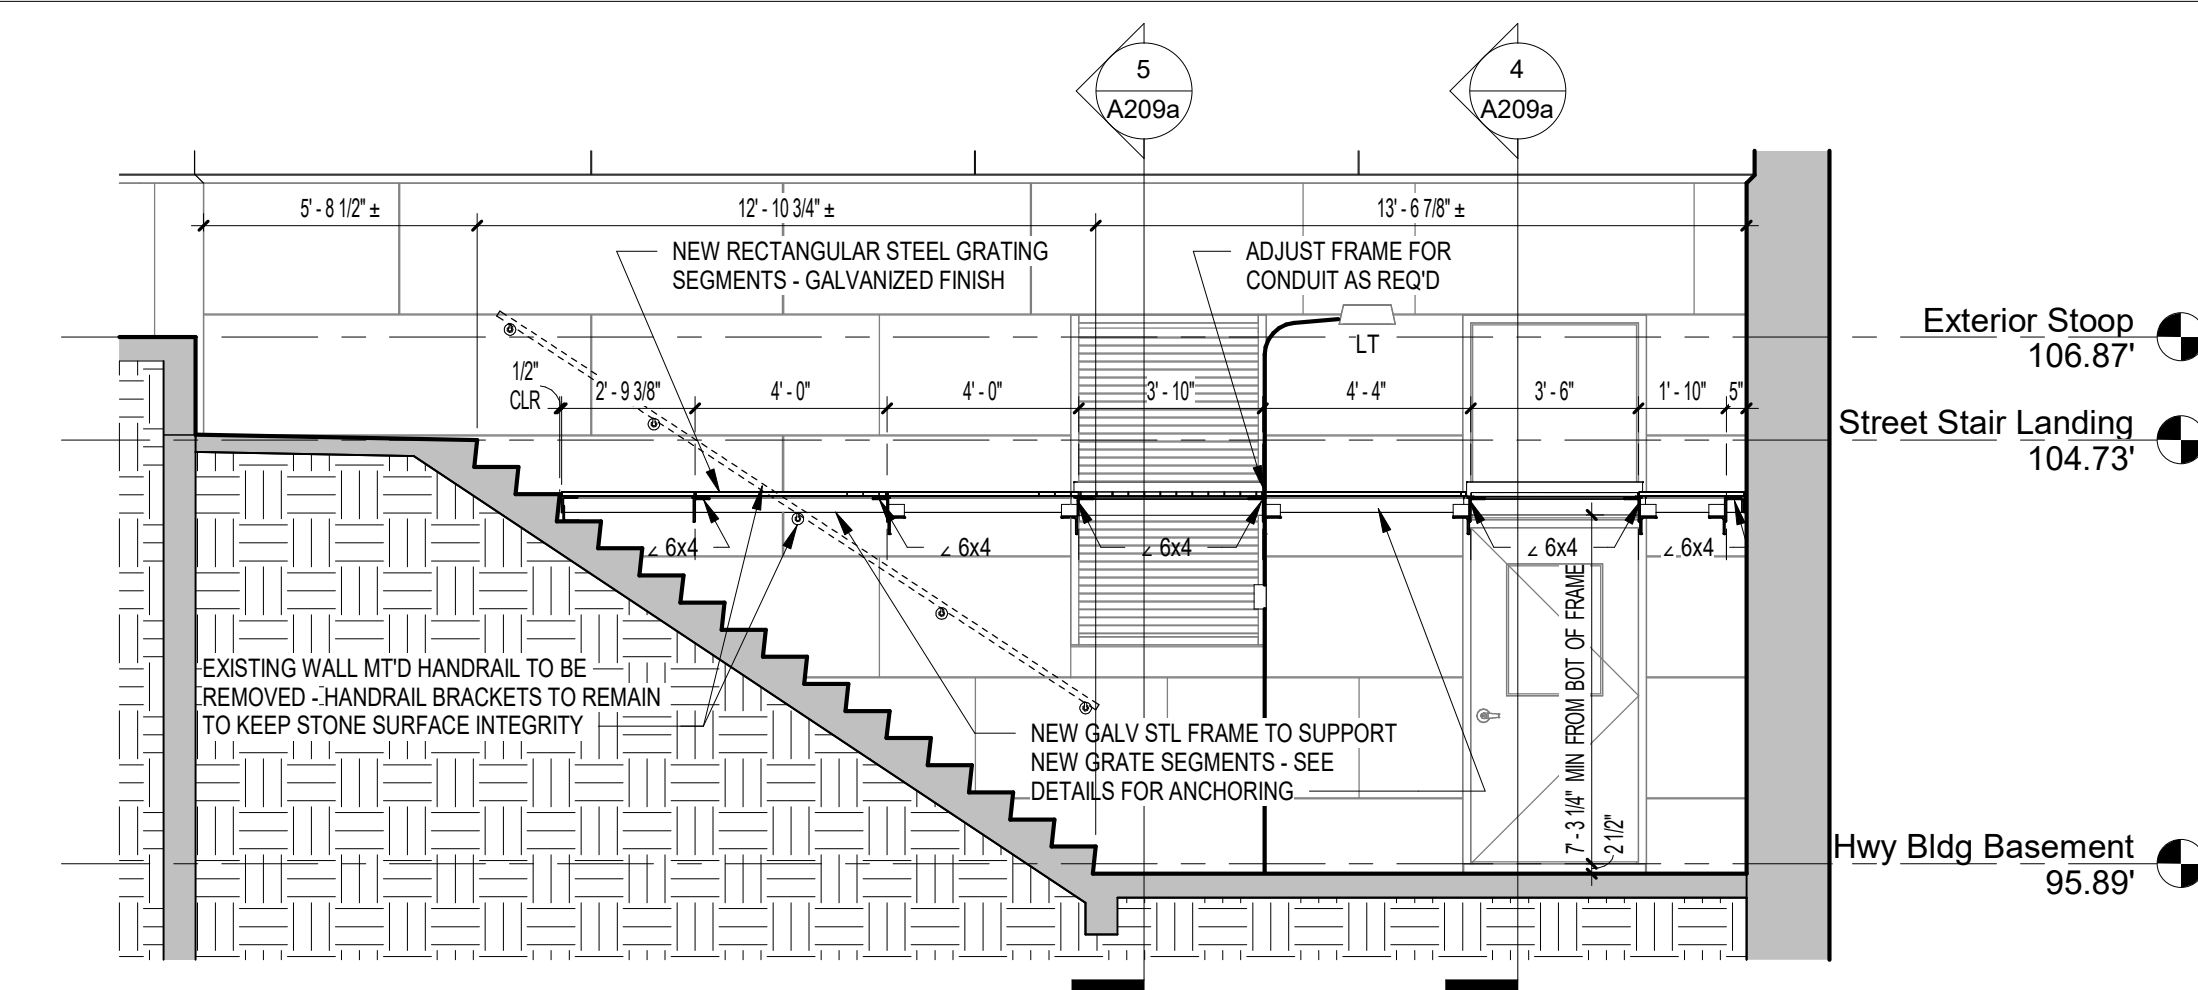 5
A209a
4
A209a
5' - 8 1/2" ±
12' - 10 3/4" ±
13' - 6 7/8" ±
NEW RECTANGULAR STEEL GRATING
SEGMENTS - GALVANIZED FINISH
ADJUST FRAME FOR
CONDUIT AS REQ'D
LT
Exterior Stoop
106.87'
1/2"
CLR
2' - 9 3/8"
4' - 0"
4' - 0"
3' - 10"
4' - 4"
3' - 6"
1' - 10"
5"
Street Stair Landing
104.73'
∠ 6x4
∠ 6x4
∠ 6x4
∠ 6x4
∠ 6x4
EXISTING WALL MT'D HANDRAIL TO BE
REMOVED - HANDRAIL BRACKETS TO REMAIN
TO KEEP STONE SURFACE INTEGRITY
NEW GALV STL FRAME TO SUPPORT
NEW GRATE SEGMENTS - SEE
DETAILS FOR ANCHORING
7' - 3 1/4" MIN FROM BOT OF FRAME
2 1/2"
Hwy Bldg Basement
95.89'